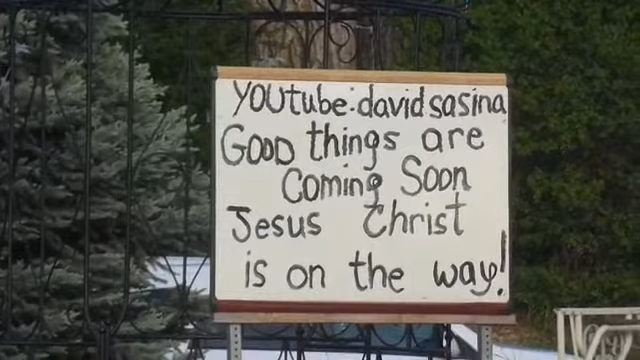 YOUtube:davidsasina
GOOD things are
Coming Soon
Jesus Christ
is on the way!